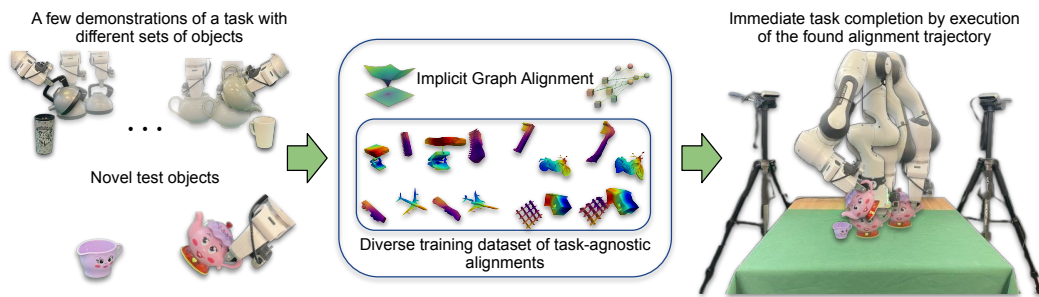 A few demonstrations of a task with
different sets of objects
...
Novel test objects
Implicit Graph Alignment
Diverse training dataset of task-agnostic
alignments
Immediate task completion by execution
of the found alignment trajectory